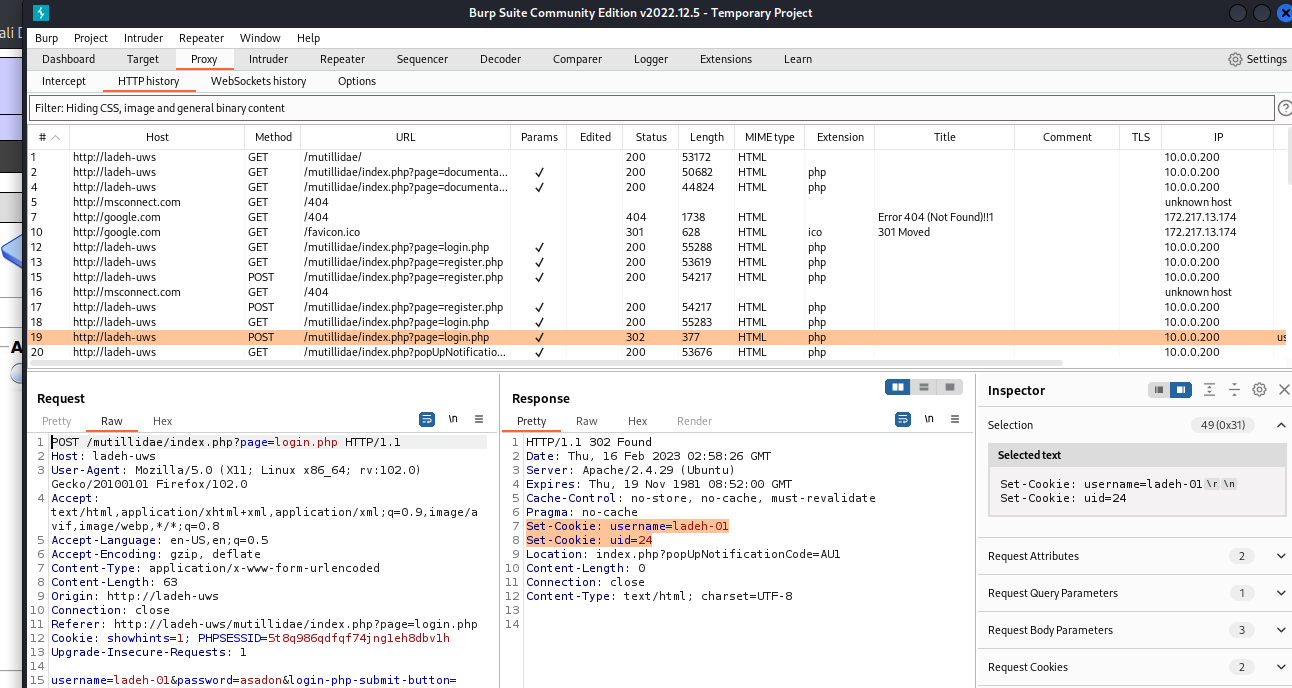 Burp Suite Community Edition v2022.12.5 - Temporary Project
ali D
Burp Project Intruder Repeater Window Help
Dashboard Target Proxy Intruder Repeater Sequencer Decoder Comparer Logger Extensions Learn Settings
Intercept HTTP history WebSockets history Options
Filter: Hiding CSS, image and general binary content
# Host Method URL Params Edited Status Length MIME type Extension Title Comment TLS IP
1 http://ladeh-uws GET /mutillidae/ 200 53172 HTML 10.0.0.200
2 http://ladeh-uws GET /mutillidae/index.php?page=documenta... ✓ 200 50682 HTML php 10.0.0.200
4 http://ladeh-uws GET /mutillidae/index.php?page=documenta... ✓ 200 44824 HTML php 10.0.0.200
5 http://msconnect.com GET /404 unknown host
7 http://google.com GET /404 404 1738 HTML Error 404 (Not Found)!!1 172.217.13.174
10 http://google.com GET /favicon.ico 301 628 HTML ico 301 Moved 172.217.13.174
12 http://ladeh-uws GET /mutillidae/index.php?page=login.php ✓ 200 55288 HTML php 10.0.0.200
13 http://ladeh-uws GET /mutillidae/index.php?page=register.php ✓ 200 53619 HTML php 10.0.0.200
15 http://ladeh-uws POST /mutillidae/index.php?page=register.php ✓ 200 54217 HTML php 10.0.0.200
16 http://msconnect.com GET /404 unknown host
17 http://ladeh-uws POST /mutillidae/index.php?page=register.php ✓ 200 54217 HTML php 10.0.0.200
18 http://ladeh-uws GET /mutillidae/index.php?page=login.php ✓ 200 55283 HTML php 10.0.0.200
19 http://ladeh-uws POST /mutillidae/index.php?page=login.php ✓ 302 377 HTML php 10.0.0.200 us
20 http://ladeh-uws GET /mutillidae/index.php?popUpNotificatio... ✓ 200 53676 HTML php 10.0.0.200
A
Request
Pretty Raw Hex \n
1 POST /mutillidae/index.php?page=login.php HTTP/1.1
2 Host: ladeh-uws
3 User-Agent: Mozilla/5.0 (X11; Linux x86_64; rv:102.0)
Gecko/20100101 Firefox/102.0
4 Accept:
text/html,application/xhtml+xml,application/xml;q=0.9,image/a
vif,image/webp,*/*;q=0.8
5 Accept-Language: en-US,en;q=0.5
6 Accept-Encoding: gzip, deflate
7 Content-Type: application/x-www-form-urlencoded
8 Content-Length: 63
9 Origin: http://ladeh-uws
10 Connection: close
11 Referer: http://ladeh-uws/mutillidae/index.php?page=login.php
12 Cookie: showhints=1; PHPSESSID=5t8q986qdfqf74jng1eh8dbv1h
13 Upgrade-Insecure-Requests: 1
14
15 username=ladeh-01&password=asadon&login-php-submit-button=
Response
Pretty Raw Hex Render \n
1 HTTP/1.1 302 Found
2 Date: Thu, 16 Feb 2023 02:58:26 GMT
3 Server: Apache/2.4.29 (Ubuntu)
4 Expires: Thu, 19 Nov 1981 08:52:00 GMT
5 Cache-Control: no-store, no-cache, must-revalidate
6 Pragma: no-cache
7 Set-Cookie: username=ladeh-01
8 Set-Cookie: uid=24
9 Location: index.php?popUpNotificationCode=AU1
10 Content-Length: 0
11 Connection: close
12 Content-Type: text/html; charset=UTF-8
13
14
Inspector
Selection 49 (0x31)
Selected text
Set-Cookie: username=ladeh-01 \r \n
Set-Cookie: uid=24
Request Attributes 2
Request Query Parameters 1
Request Body Parameters 3
Request Cookies 2